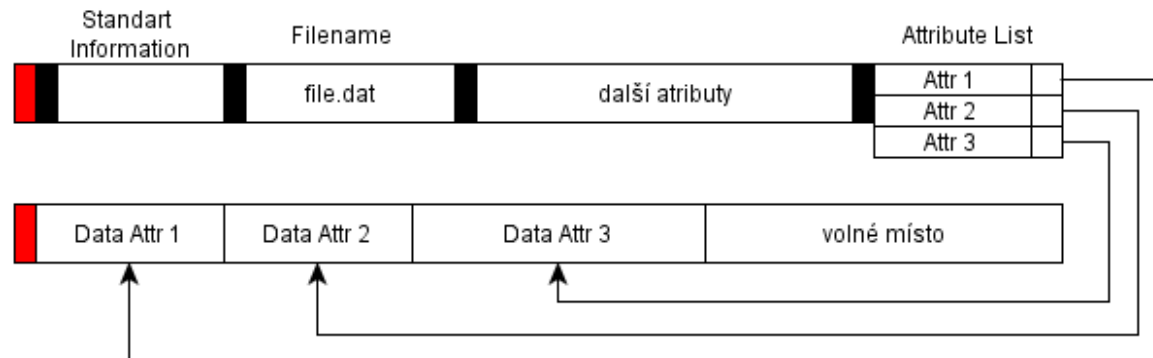 Standart
Information
Filename
Attribute List
file.dat
další atributy
Attr 1
Attr 2
Attr 3
Data Attr 1
Data Attr 2
Data Attr 3
volné místo